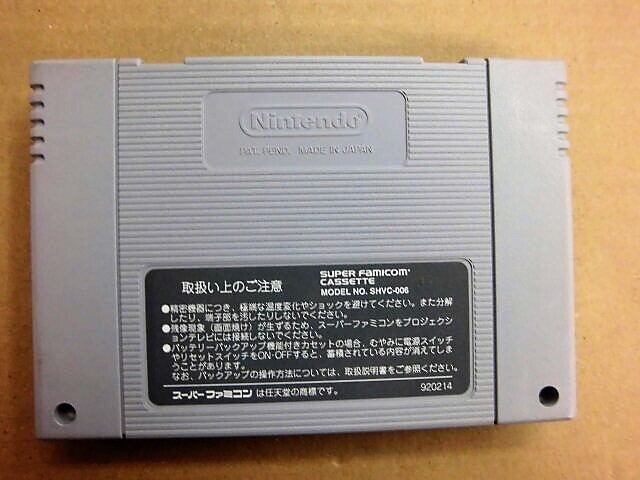 Nintendo
PAT. PEND. MADE IN JAPAN
取扱い上のご注意
SUPER FAMICOM
CASSETTE
MODEL NO. SHVC-006
●精密機器につき、極端な温度変化やショックを避けてください。また分解
したり、端子部を汚したりしないでください。
●残像現象（画面焼け）が生ずるため、スーパーファミコンをプロジェクシ
ョンテレビには接続しないでください。
●バッテリーバックアップ機能付きカセットの場合、むやみに電源スイッチ
やリセットスイッチをON・OFFすると、蓄積されている内容が消えてしま
うことがあります。
なお、バックアップの操作方法については、取扱説明書をご参照ください。
スーパーファミコンは任天堂の商標です。
920214